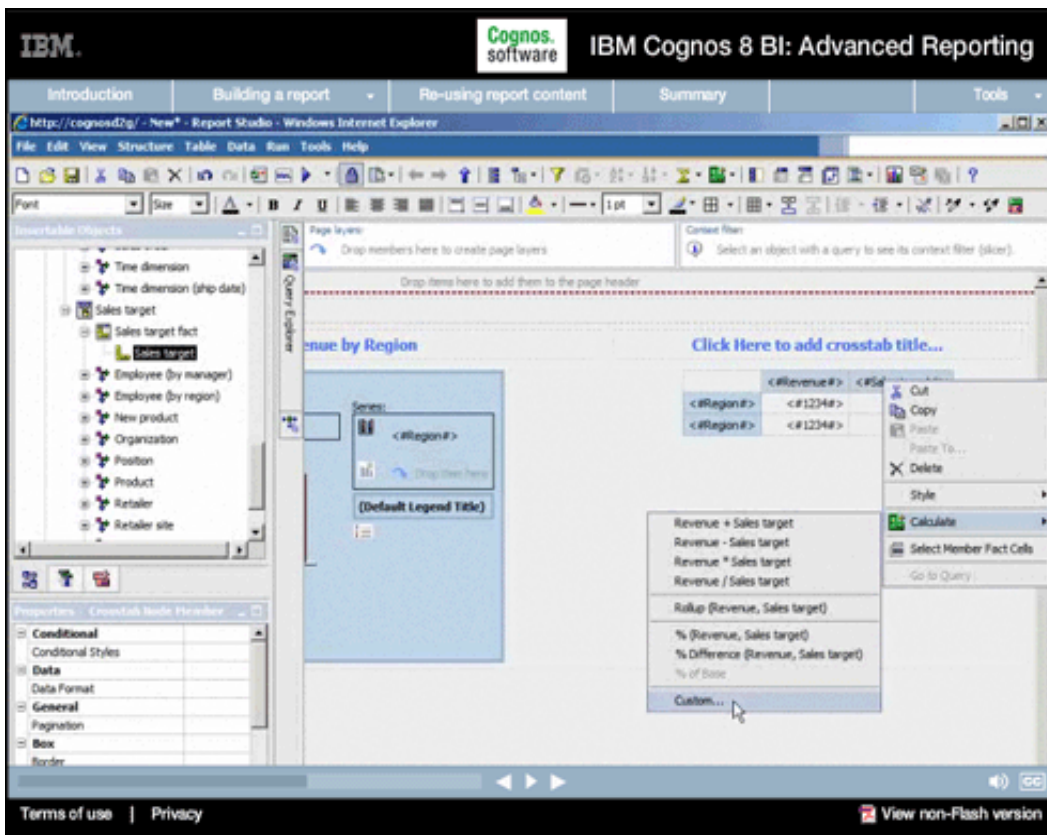 IBM.
Cognos.
software
IBM Cognos 8 BI: Advanced Reporting
Introduction
Building a report
Re-using report content
Summary
Tools
http://cognosd2g/ - New* - Report Studio - Windows Internet Explorer
File Edit View Structure Table Data Run Tools Help
Font
Size
1 pt
Insertable Objects
Time dimension
Time dimension (ship date)
Sales target
Sales target fact
Sales target
Employee (by manager)
Employee (by region)
New product
Organization
Position
Product
Retailer
Retailer site
Query Explorer
Page layers:
Drop members here to create page layers
Context filter:
Select an object with a query to see its context filter (slicer).
Drop items here to add them to the page header
enue by Region
Click Here to add crosstab title...
<#Revenue#>
<#Sa
<#Region#>
<#1234#>
<#Region#>
<#1234#>
Series:
<#Region#>
Drop item here
(Default Legend Title)
Cut
Copy
Paste
Paste To...
Delete
Style
Calculate
Select Member Fact Cells
Go to Query
Revenue + Sales target
Revenue - Sales target
Revenue * Sales target
Revenue / Sales target
Rollup (Revenue, Sales target)
% (Revenue, Sales target)
% Difference (Revenue, Sales target)
% of Base
Custom...
Properties - Crosstab Node Member
Conditional
Conditional Styles
Data
Data Format
General
Pagination
Box
Border
CC
Terms of use | Privacy
View non-Flash version